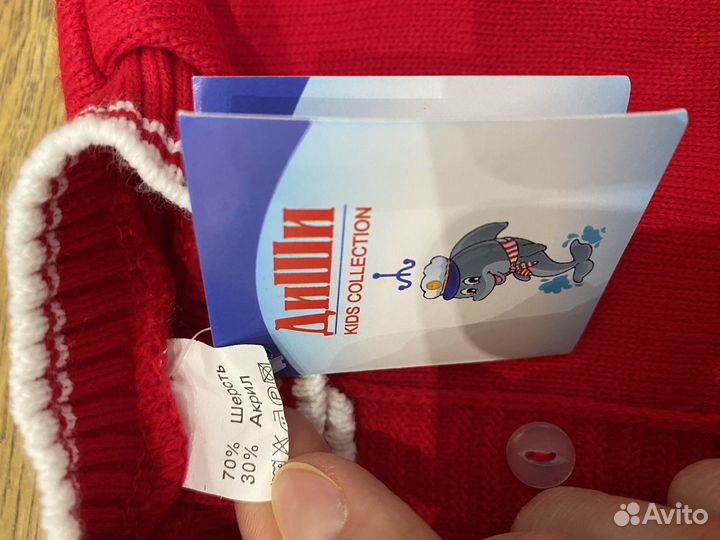 ДиШи
KIDS COLLECTION
70% Шерсть
30% Акрил
Avito